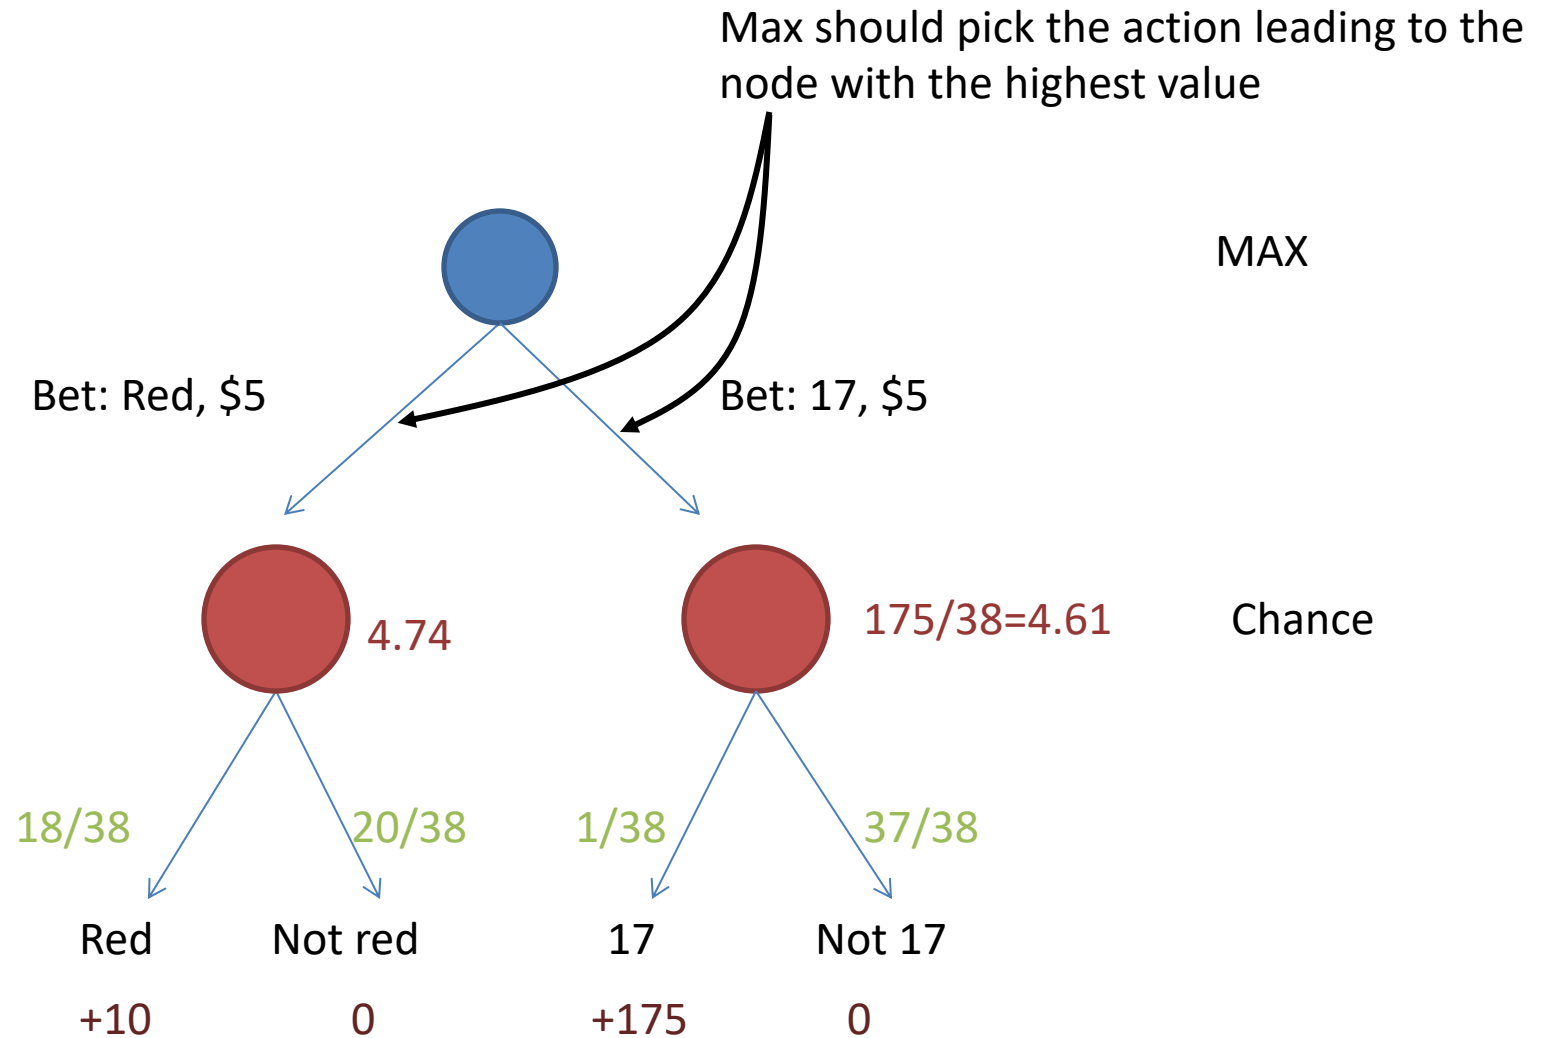 Max should pick the action leading to the
node with the highest value
MAX
Bet: Red, $5
Bet: 17, $5
4.74
175/38=4.61
Chance
18/38
20/38
1/38
37/38
Red
Not red
17
Not 17
+10
0
+175
0